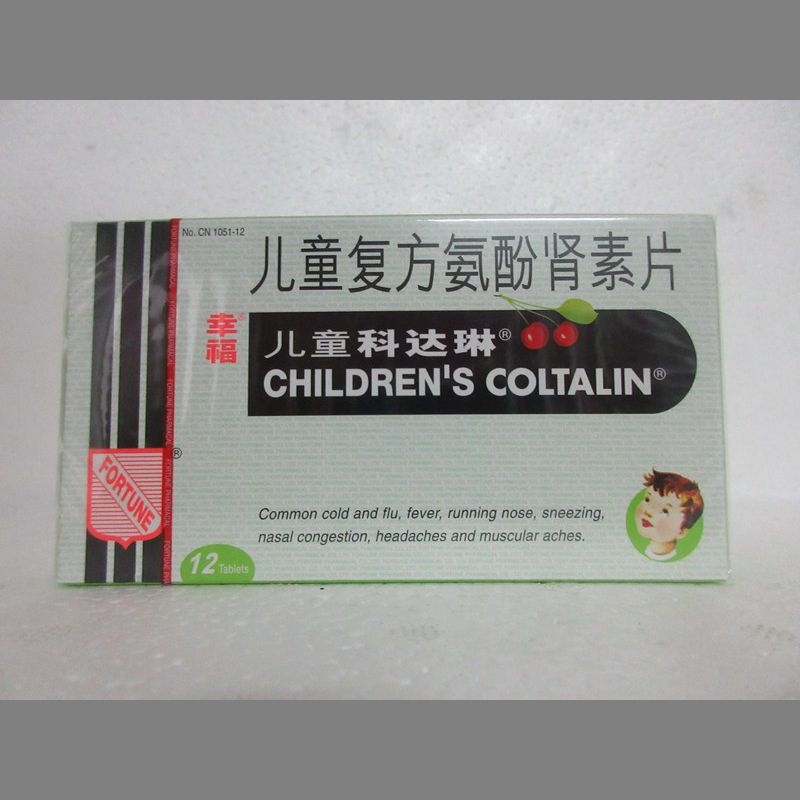 No. CN 1051-12
儿童复方氨酚肾素片
幸福®
儿童科达琳®
CHILDREN'S COLTALIN®
FORTUNE
®
Common cold and flu, fever, running nose, sneezing,
nasal congestion, headaches and muscular aches.
12 Tablets
FORTUNE PHARMACAL